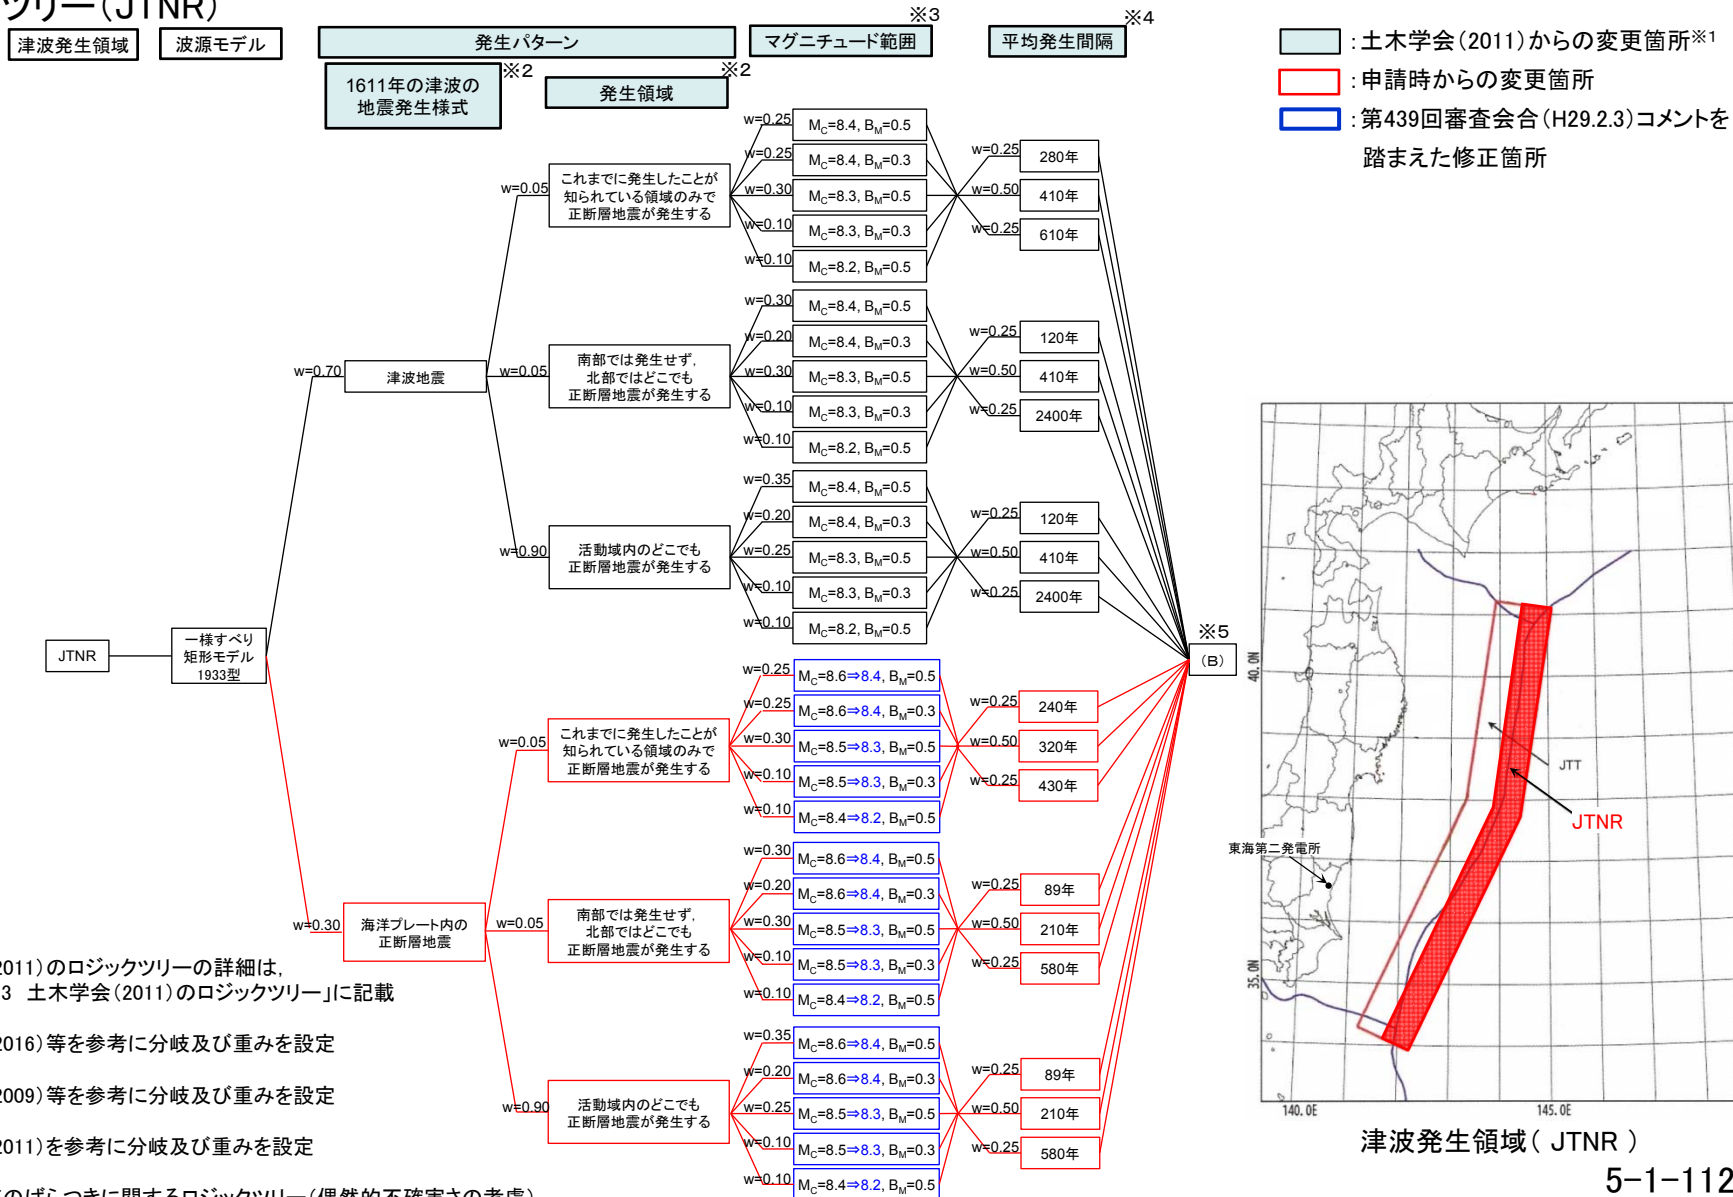 ツリー(JTNR)
津波発生領域
波源モデル
発生パターン
※3
マグニチュード範囲
※4
平均発生間隔
1611年の津波の
地震発生様式
※2
発生領域
※2
:土木学会(2011)からの変更箇所※1
:申請時からの変更箇所
:第439回審査会合(H29.2.3)コメントを
踏まえた修正箇所
JTNR
一様すべり
矩形モデル
1933型
w=0.70
津波地震
w=0.05
これまでに発生したことが
知られている領域のみで
正断層地震が発生する
w=0.25 MC=8.4, BM=0.5
w=0.25 MC=8.4, BM=0.3
w=0.30 MC=8.3, BM=0.5
w=0.10 MC=8.3, BM=0.3
w=0.10 MC=8.2, BM=0.5
w=0.25 280年
w=0.50 410年
w=0.25 610年
w=0.05
南部では発生せず,
北部ではどこでも
正断層地震が発生する
w=0.30 MC=8.4, BM=0.5
w=0.20 MC=8.4, BM=0.3
w=0.30 MC=8.3, BM=0.5
w=0.10 MC=8.3, BM=0.3
w=0.10 MC=8.2, BM=0.5
w=0.25 120年
w=0.50 410年
w=0.25 2400年
w=0.90
活動域内のどこでも
正断層地震が発生する
w=0.35 MC=8.4, BM=0.5
w=0.20 MC=8.4, BM=0.3
w=0.25 MC=8.3, BM=0.5
w=0.10 MC=8.3, BM=0.3
w=0.10 MC=8.2, BM=0.5
w=0.25 120年
w=0.50 410年
w=0.25 2400年
※5
(B)
w=0.30
海洋プレート内の
正断層地震
w=0.05
これまでに発生したことが
知られている領域のみで
正断層地震が発生する
w=0.25 MC=8.6⇒8.4, BM=0.5
w=0.25 MC=8.6⇒8.4, BM=0.3
w=0.30 MC=8.5⇒8.3, BM=0.5
w=0.10 MC=8.5⇒8.3, BM=0.3
w=0.10 MC=8.4⇒8.2, BM=0.5
w=0.25 240年
w=0.50 320年
w=0.25 430年
w=0.05
南部では発生せず,
北部ではどこでも
正断層地震が発生する
w=0.30 MC=8.6⇒8.4, BM=0.5
w=0.20 MC=8.6⇒8.4, BM=0.3
w=0.30 MC=8.5⇒8.3, BM=0.5
w=0.10 MC=8.5⇒8.3, BM=0.3
w=0.10 MC=8.4⇒8.2, BM=0.5
w=0.25 89年
w=0.50 210年
w=0.25 580年
w=0.90
活動域内のどこでも
正断層地震が発生する
w=0.35 MC=8.6⇒8.4, BM=0.5
w=0.20 MC=8.6⇒8.4, BM=0.3
w=0.25 MC=8.5⇒8.3, BM=0.5
w=0.10 MC=8.5⇒8.3, BM=0.3
w=0.10 MC=8.4⇒8.2, BM=0.5
w=0.25 89年
w=0.50 210年
w=0.25 580年
2011)のロジックツリーの詳細は,
3 土木学会(2011)のロジックツリー」に記載
2016)等を参考に分岐及び重みを設定
2009)等を参考に分岐及び重みを設定
2011)を参考に分岐及び重みを設定
のばらつきに関するロジックツリー(偶然的不確実さの考慮)
40.0N
35.0N
140.0E
145.0E
JTT
JTNR
東海第二発電所
津波発生領域( JTNR )
5-1-112